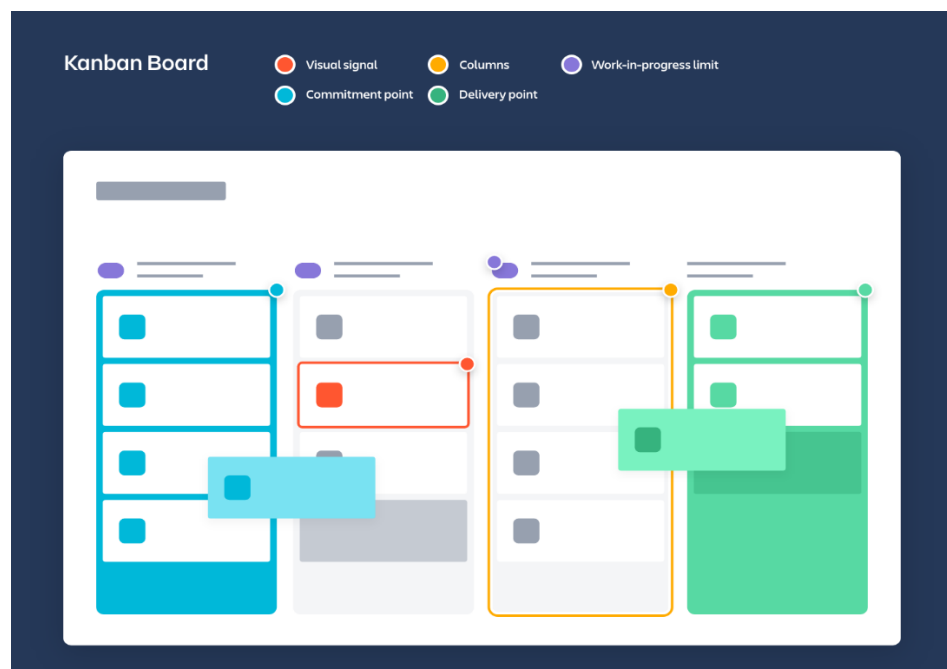 Kanban Board
Visual signal
Columns
Work-in-progress limit
Commitment point
Delivery point